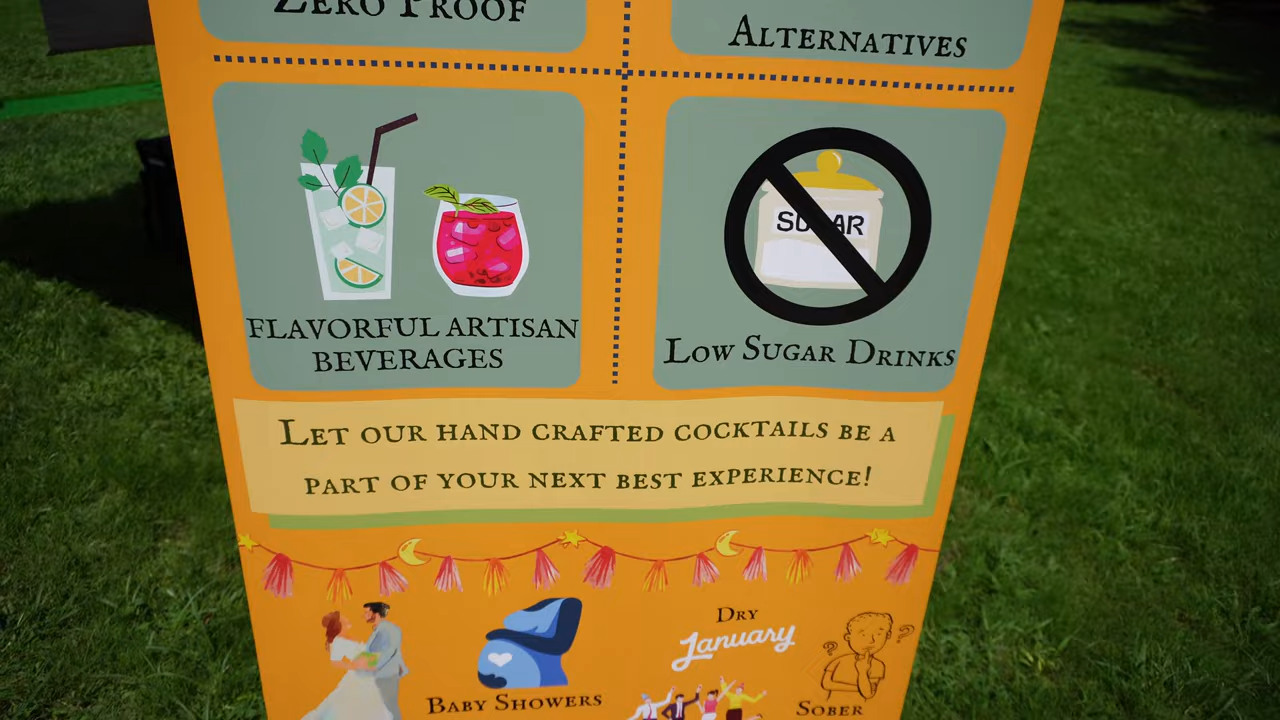 ZERO PROOF
ALTERNATIVES
FLAVORFUL ARTISAN
BEVERAGES
SUGAR
LOW SUGAR DRINKS
LET OUR HAND CRAFTED COCKTAILS BE A
PART OF YOUR NEXT BEST EXPERIENCE!
DRY
January
BABY SHOWERS
SOBER